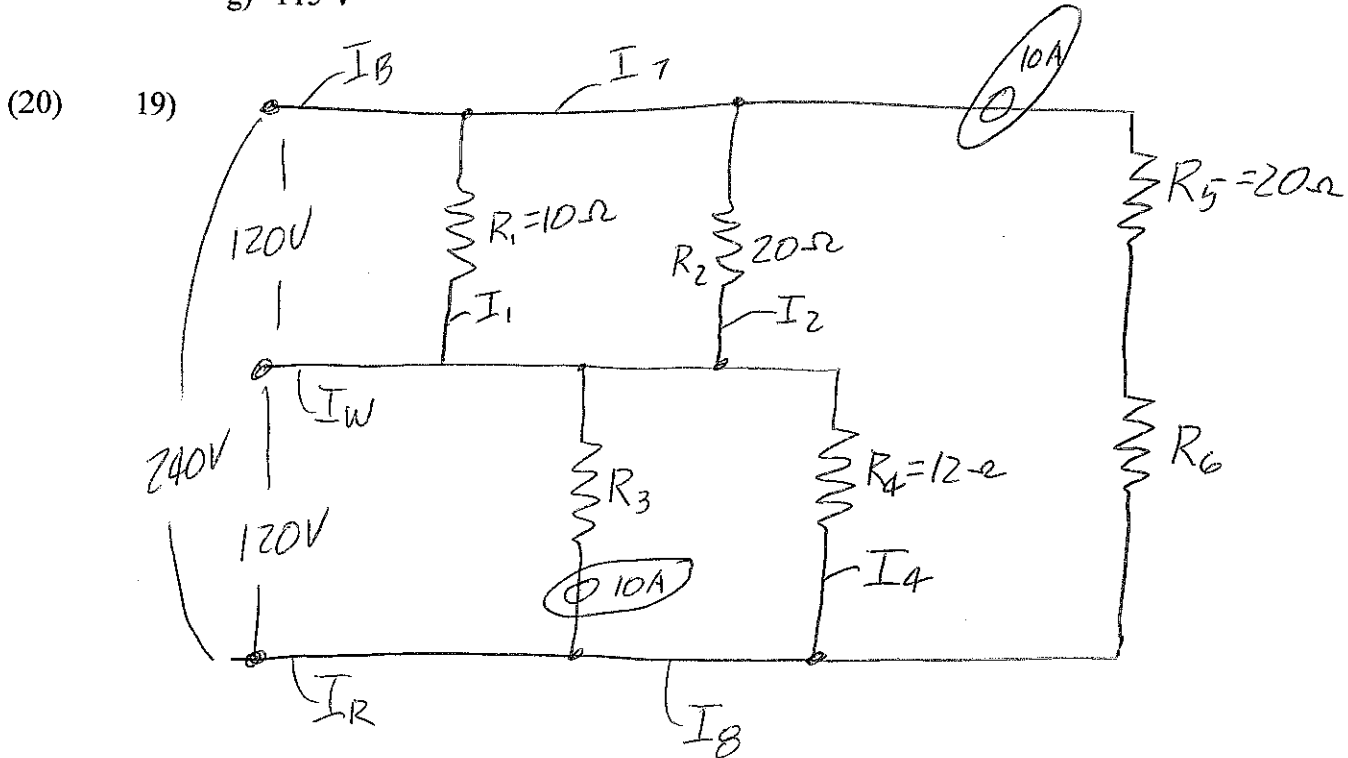 g) 115 V
(20) 19)
I_B
I_7
10A
120V
R_1=10Ω
R_2 20Ω
R_5=20Ω
I_1
I_2
I_W
240V
R_3
R_4=12Ω
R_6
120V
10A
I_4
I_R
I_8